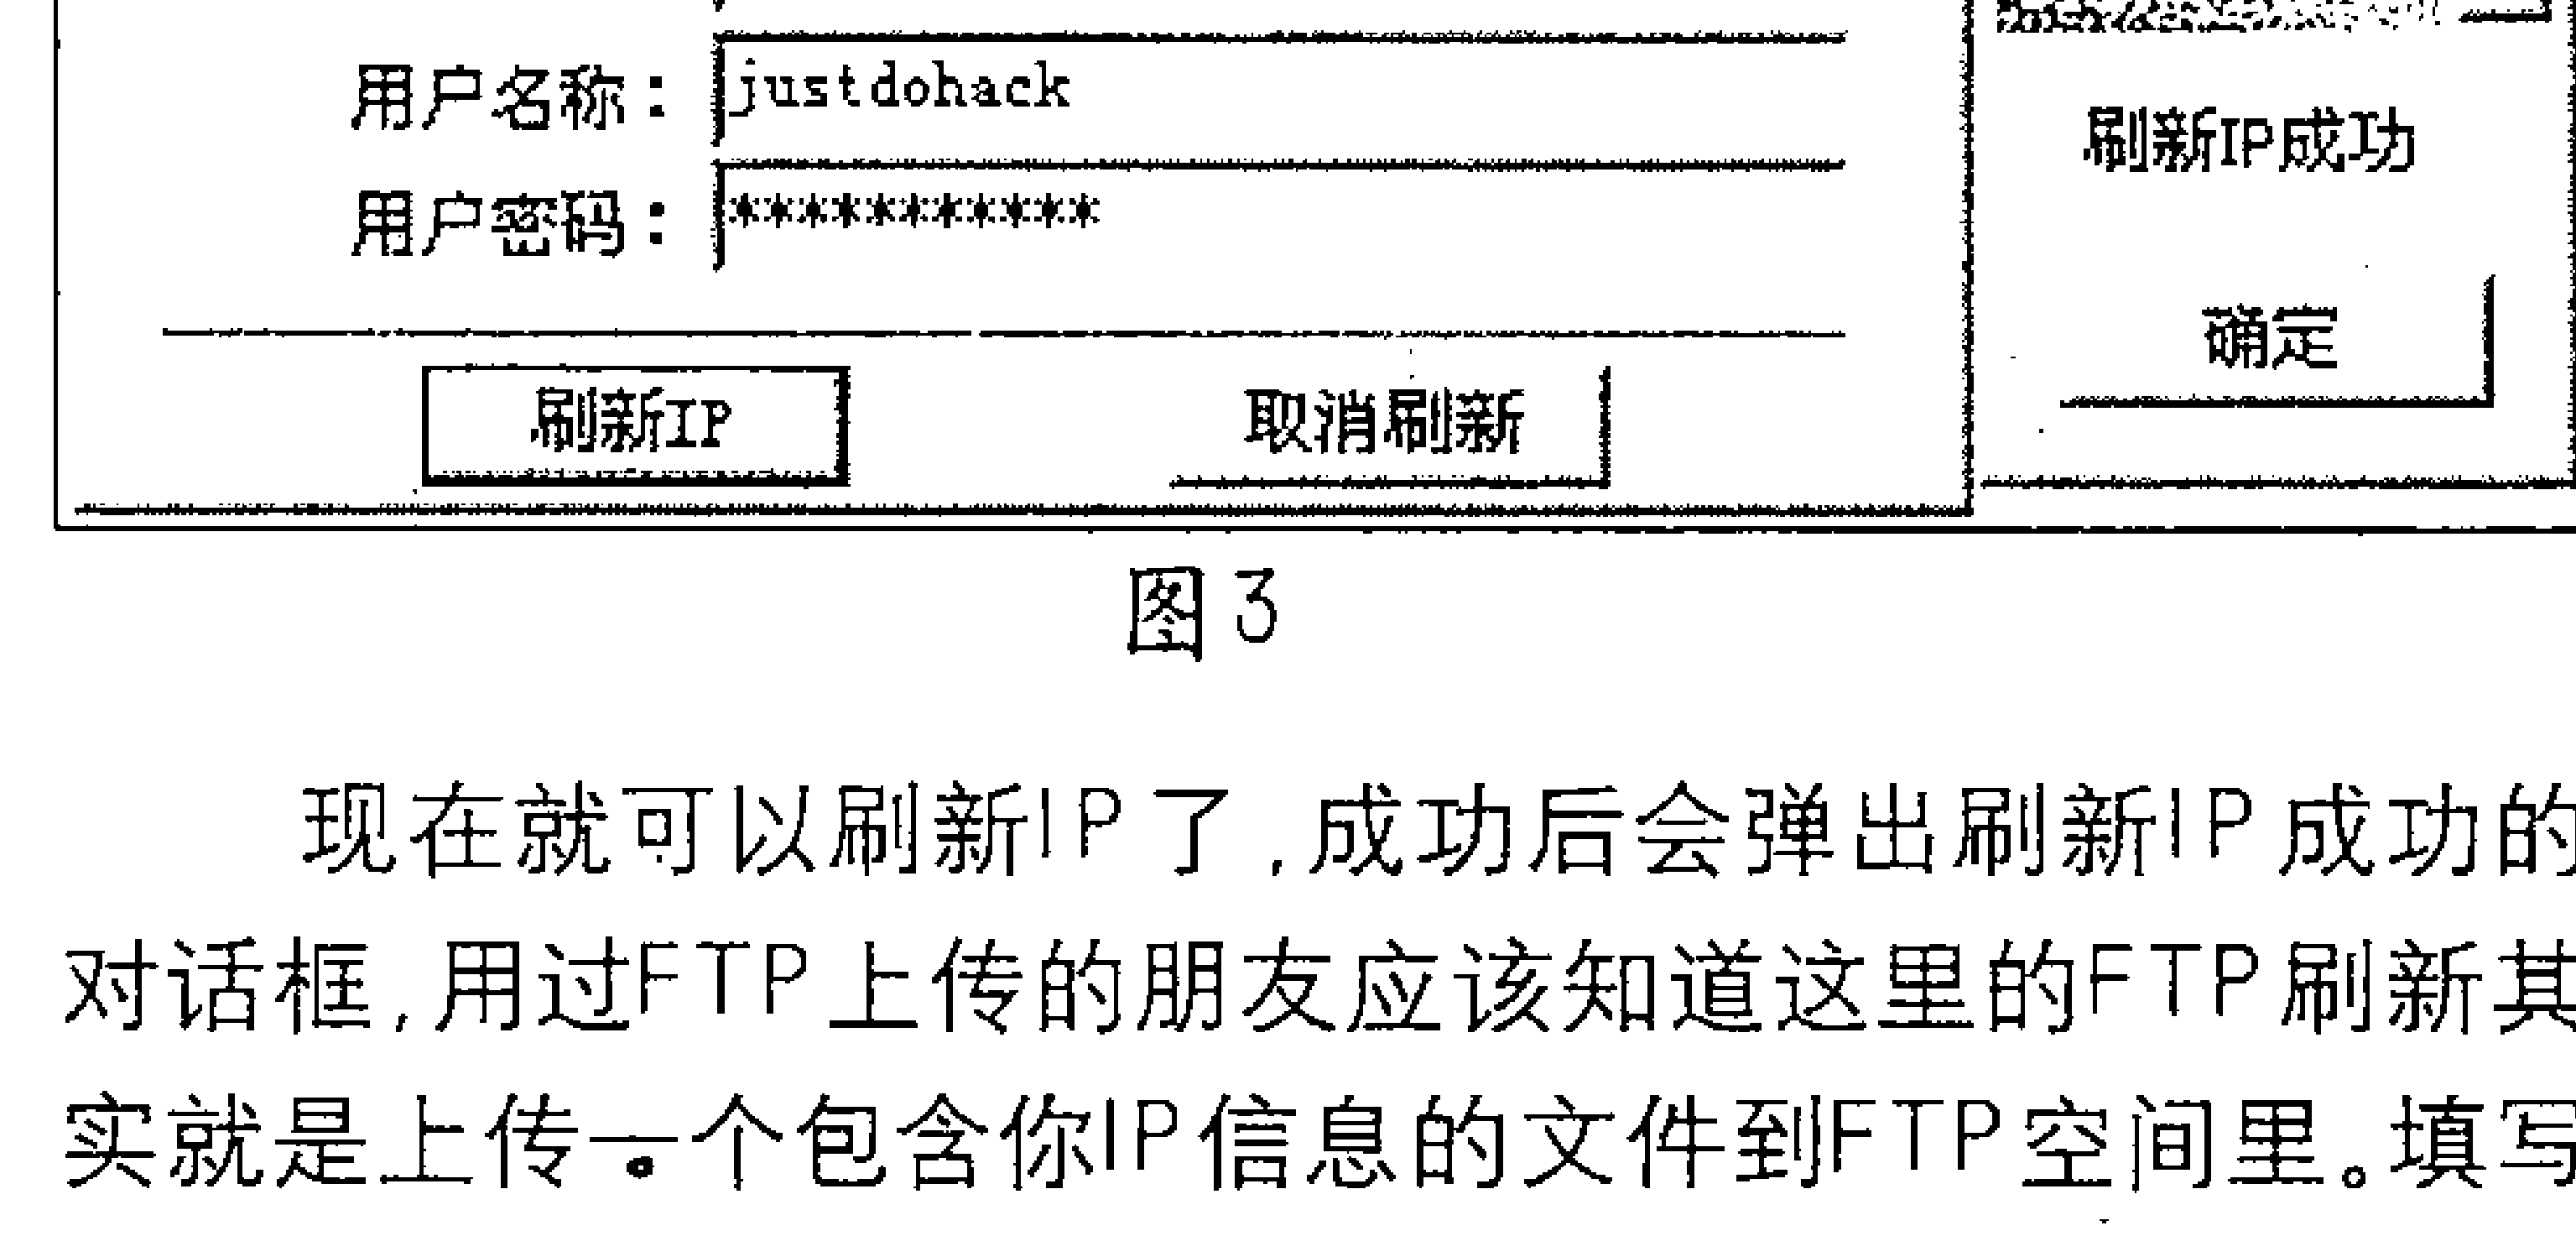 用户名称：justdohack
用户密码：***********
刷新IP 取消刷新
刷新IP成功
确定
图3
现在就可以刷新IP了,成功后会弹出刷新IP成功的
对话框,用过FTP上传的朋友应该知道这里的FTP刷新其
实就是上传一个包含你IP信息的文件到FTP空间里。填写